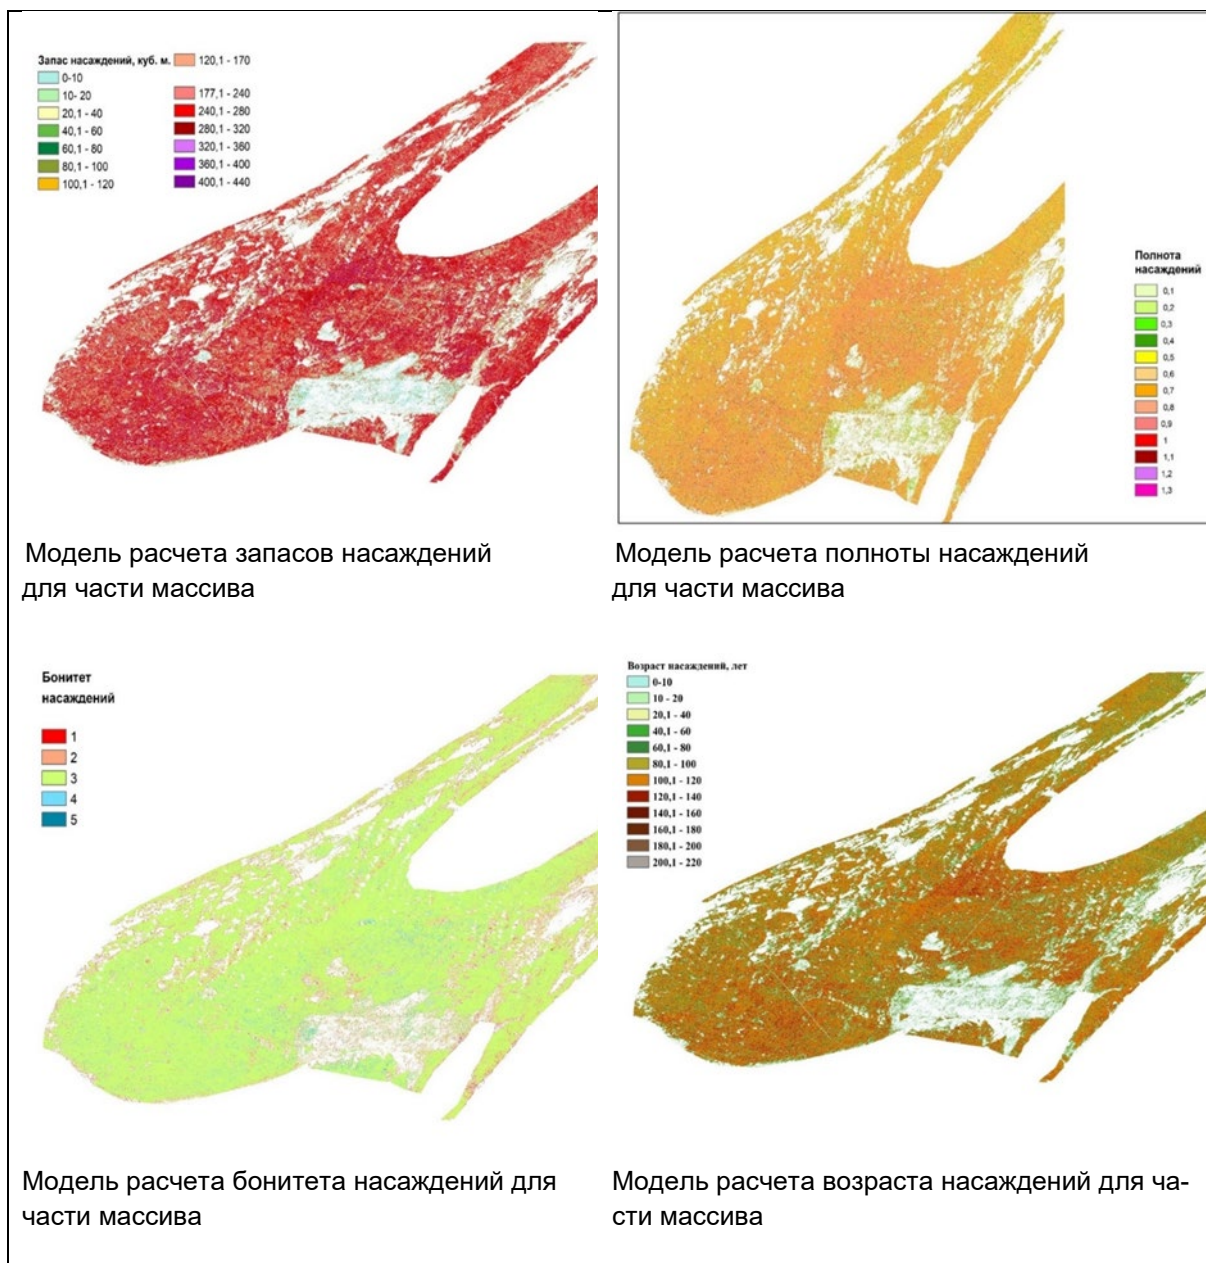 Запас насаждений, куб. м.
0-10
10- 20
20,1 - 40
40,1 - 60
60,1 - 80
80,1 - 100
100,1 - 120
120,1 - 170
177,1 - 240
240,1 - 280
280,1 - 320
320,1 - 360
360,1 - 400
400,1 - 440
Полнота
насаждений
0,1
0,2
0,3
0,4
0,5
0,6
0,7
0,8
0,9
1
1,1
1,2
1,3
Модель расчета запасов насаждений
для части массива
Модель расчета полноты насаждений
для части массива
Бонитет
насаждений
1
2
3
4
5
Возраст насаждений, лет
0-10
10 - 20
20,1 - 40
40,1 - 60
60,1 - 80
80,1 - 100
100,1 - 120
120,1 - 140
140,1 - 160
160,1 - 180
180,1 - 200
200,1 - 220
Модель расчета бонитета насаждений для
части массива
Модель расчета возраста насаждений для ча-
сти массива